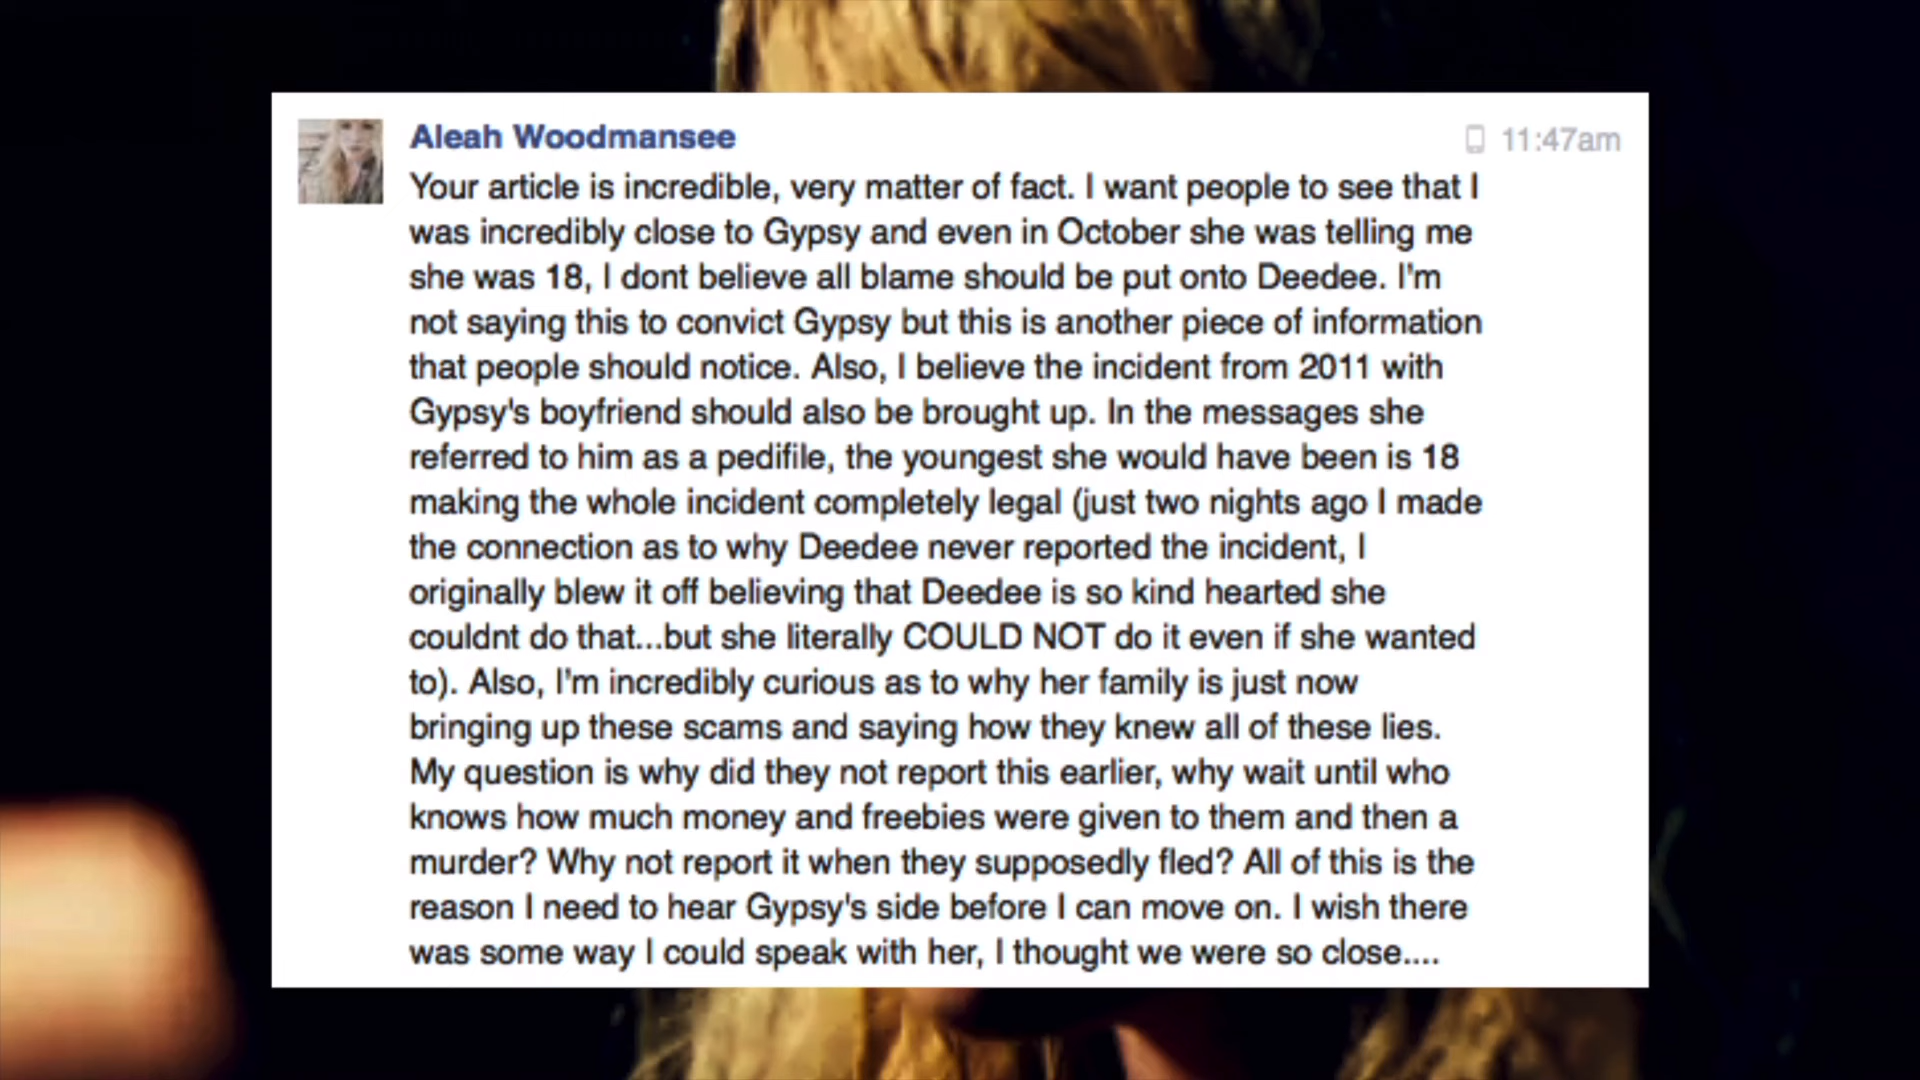 Aleah Woodmansee
11:47am
Your article is incredible, very matter of fact. I want people to see that I
was incredibly close to Gypsy and even in October she was telling me
she was 18, I dont believe all blame should be put onto Deedee. I'm
not saying this to convict Gypsy but this is another piece of information
that people should notice. Also, I believe the incident from 2011 with
Gypsy's boyfriend should also be brought up. In the messages she
referred to him as a pedifile, the youngest she would have been is 18
making the whole incident completely legal (just two nights ago I made
the connection as to why Deedee never reported the incident, I
originally blew it off believing that Deedee is so kind hearted she
couldnt do that...but she literally COULD NOT do it even if she wanted
to). Also, I'm incredibly curious as to why her family is just now
bringing up these scams and saying how they knew all of these lies.
My question is why did they not report this earlier, why wait until who
knows how much money and freebies were given to them and then a
murder? Why not report it when they supposedly fled? All of this is the
reason I need to hear Gypsy's side before I can move on. I wish there
was some way I could speak with her, I thought we were so close....